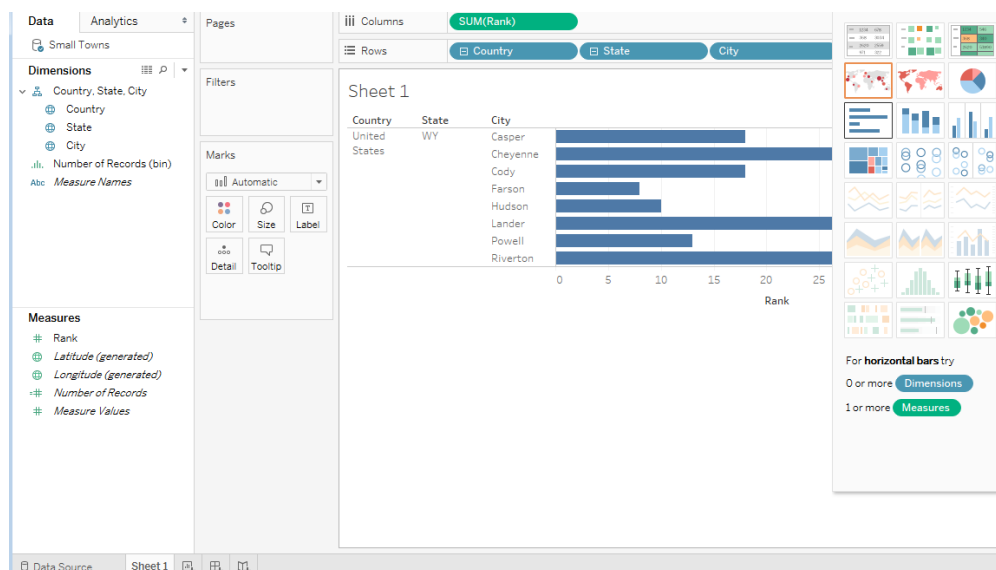 Data Analytics
Small Towns
Dimensions
Country, State, City
Country
State
City
Number of Records (bin)
Abc Measure Names
Measures
# Rank
Latitude (generated)
Longitude (generated)
=# Number of Records
# Measure Values
Pages
Filters
Marks
Automatic
Color Size Label
Detail Tooltip
Columns SUM(Rank)
Rows Country State City
Sheet 1
Country State City
United States WY Casper
Cheyenne
Cody
Farson
Hudson
Lander
Powell
Riverton
0 5 10 15 20 25
Rank
For horizontal bars try
0 or more Dimensions
1 or more Measures
Data Source Sheet 1